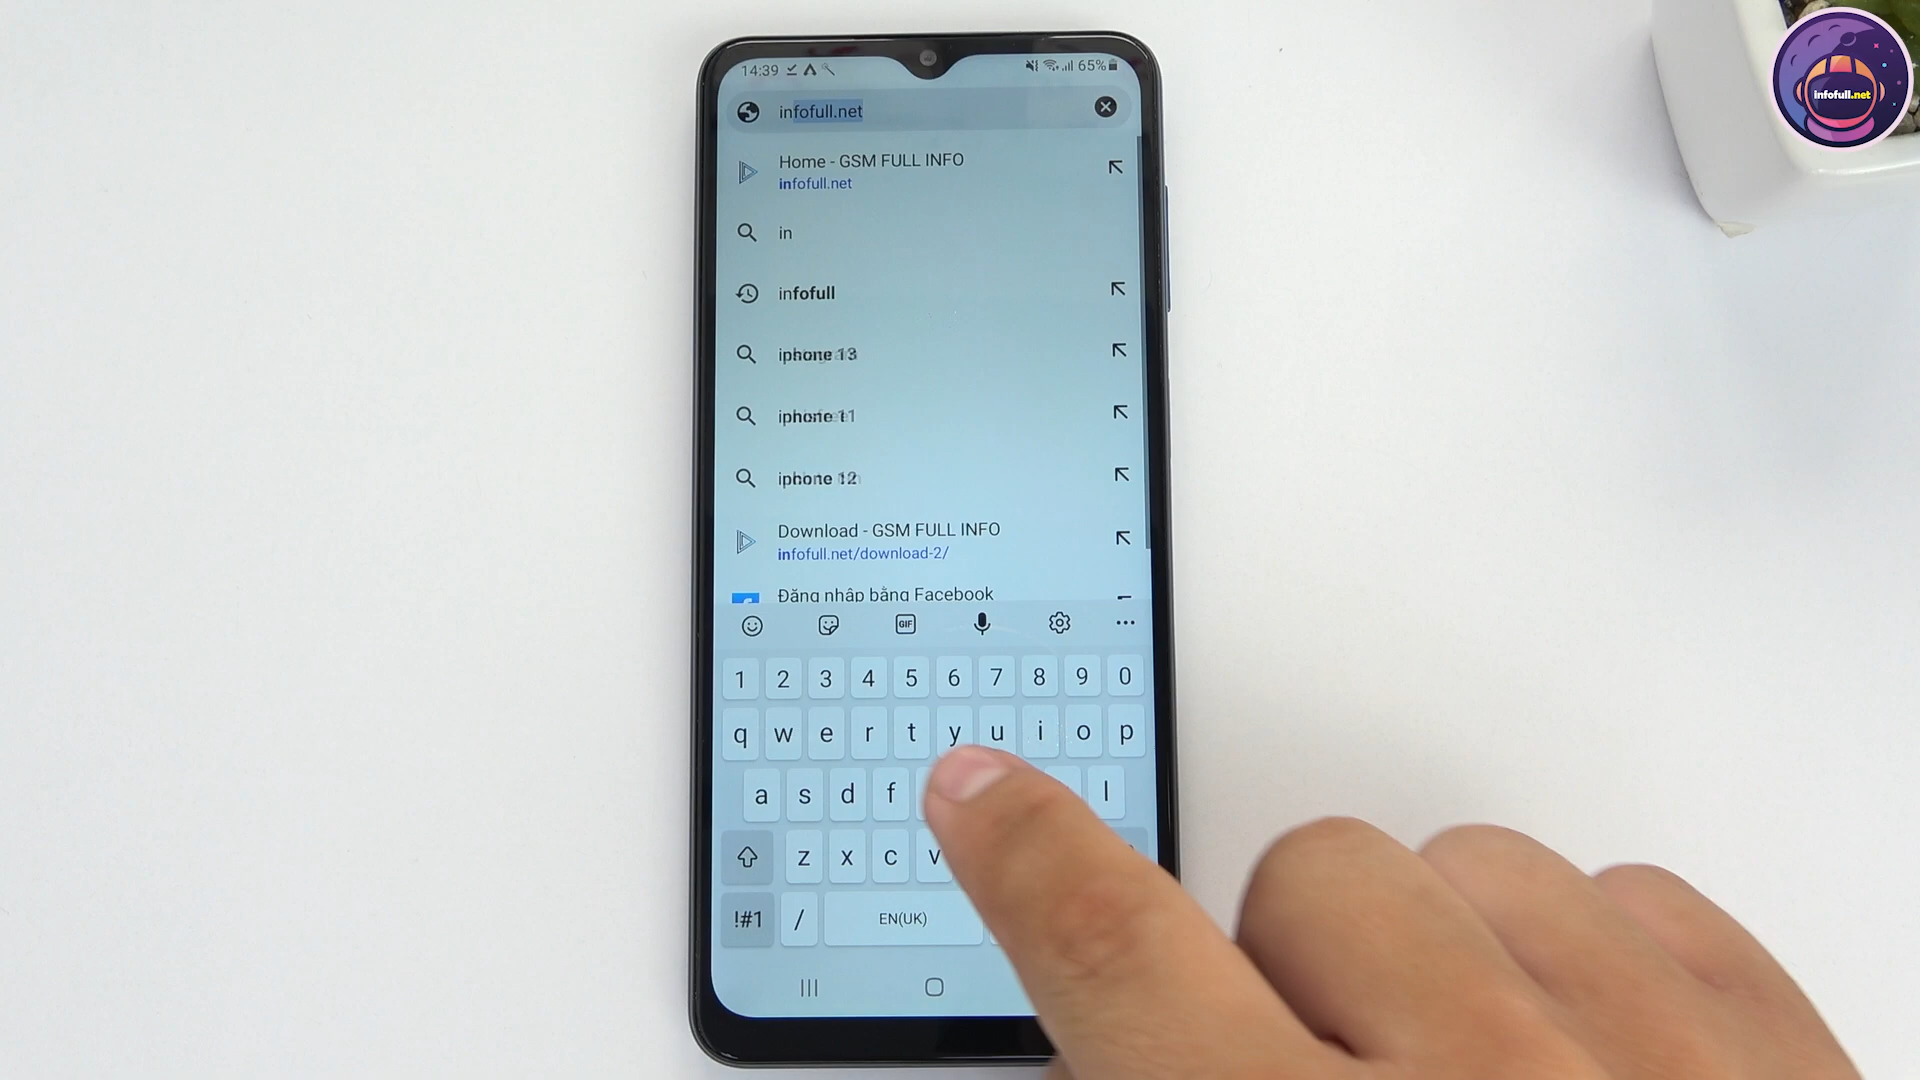 infofull.net
14:39
65%
infofull.net
Home - GSM FULL INFO
infofull.net
in
infofull
iphone 13
iphone 11
iphone 12
Download - GSM FULL INFO
infofull.net/download-2/
Đăng nhập bằng Facebook
GIF
1 2 3 4 5 6 7 8 9 0
q w e r t y u i o p
a s d f l
z x c v
!#1 / EN(UK)